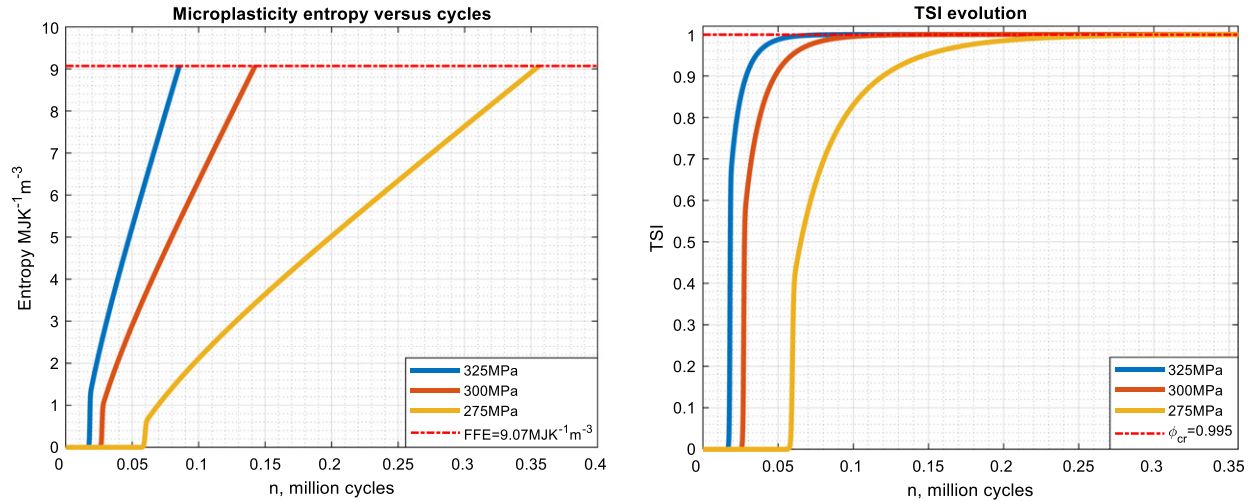 Microplasticity entropy versus cycles
10
9
8
7
6
5
4
3
2
1
0
Entropy MJK⁻¹m⁻³
0 0.05 0.1 0.15 0.2 0.25 0.3 0.35 0.4
n, million cycles
325MPa
300MPa
275MPa
FFE=9.07MJK⁻¹m⁻³
TSI evolution
1
0.9
0.8
0.7
0.6
0.5
0.4
0.3
0.2
0.1
0
TSI
0 0.05 0.1 0.15 0.2 0.25 0.3 0.35
n, million cycles
325MPa
300MPa
275MPa
ϕcr=0.995